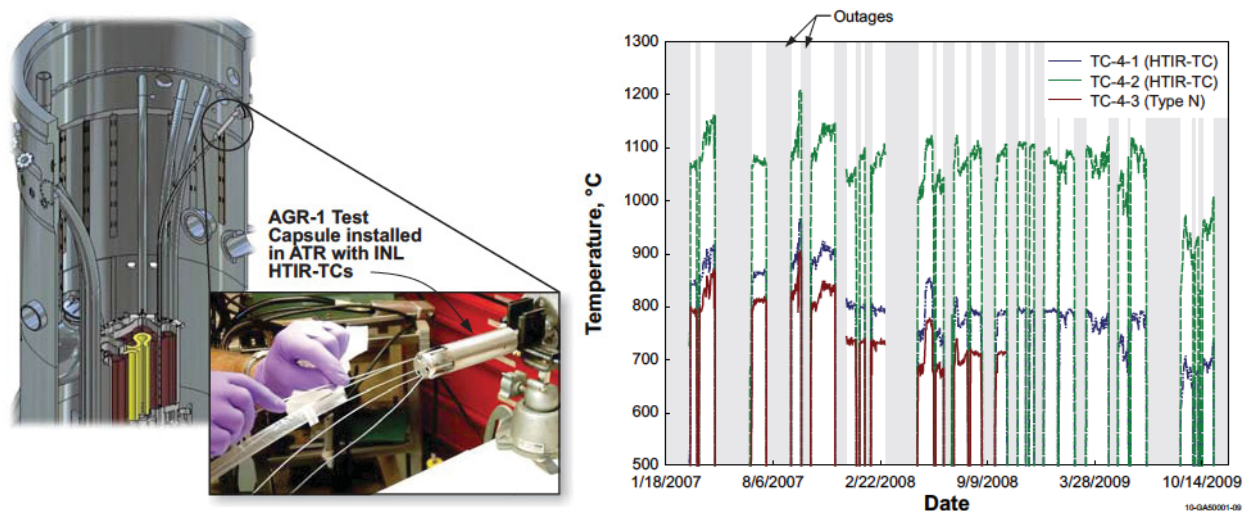 AGR-1 Test
Capsule installed
in ATR with INL
HTIR-TCs
Outages
1300
1200
1100
1000
900
800
700
600
500
Temperature, °C
TC-4-1 (HTIR-TC)
TC-4-2 (HTIR-TC)
TC-4-3 (Type N)
1/18/2007
8/6/2007
2/22/2008
9/9/2008
3/28/2009
10/14/2009
Date
10-GA50001-09